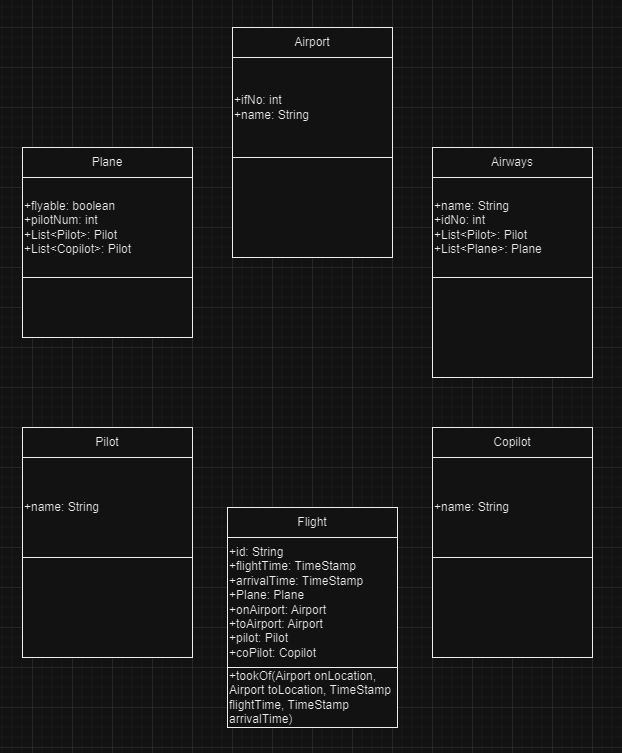 Airport
+ifNo: int
+name: String
Plane
+flyable: boolean
+pilotNum: int
+List<Pilot>: Pilot
+List<Copilot>: Pilot
Airways
+name: String
+idNo: int
+List<Pilot>: Pilot
+List<Plane>: Plane
Pilot
+name: String
Copilot
+name: String
Flight
+id: String
+flightTime: TimeStamp
+arrivalTime: TimeStamp
+Plane: Plane
+onAirport: Airport
+toAirport: Airport
+pilot: Pilot
+coPilot: Copilot
+tookOf(Airport onLocation,
Airport toLocation, TimeStamp
flightTime, TimeStamp
arrivalTime)